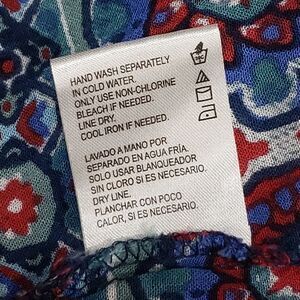 HAND WASH SEPARATELY
IN COLD WATER.
ONLY USE NON-CHLORINE
BLEACH IF NEEDED.
LINE DRY.
COOL IRON IF NEEDED.
LAVADO A MANO POR
SEPARADO EN AGUA FRÍA.
SOLO USAR BLANQUEADOR
SIN CLORO SI ES NECESARIO.
DRY LINE.
PLANCHAR CON POCO
CALOR, SI ES NECESARIO.